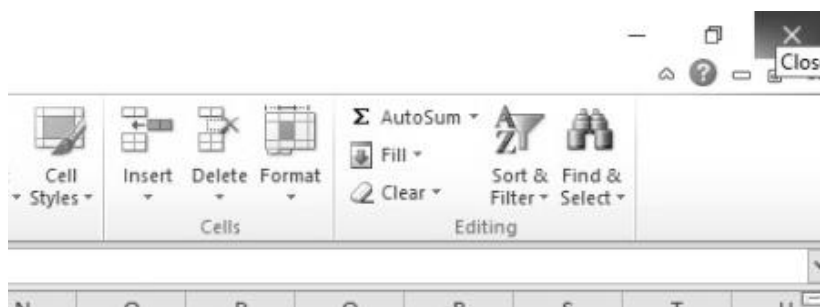 Clos
Σ AutoSum
Fill
Clear
Cell
Styles
Insert
Delete
Format
Sort &
Filter
Find &
Select
Cells
Editing